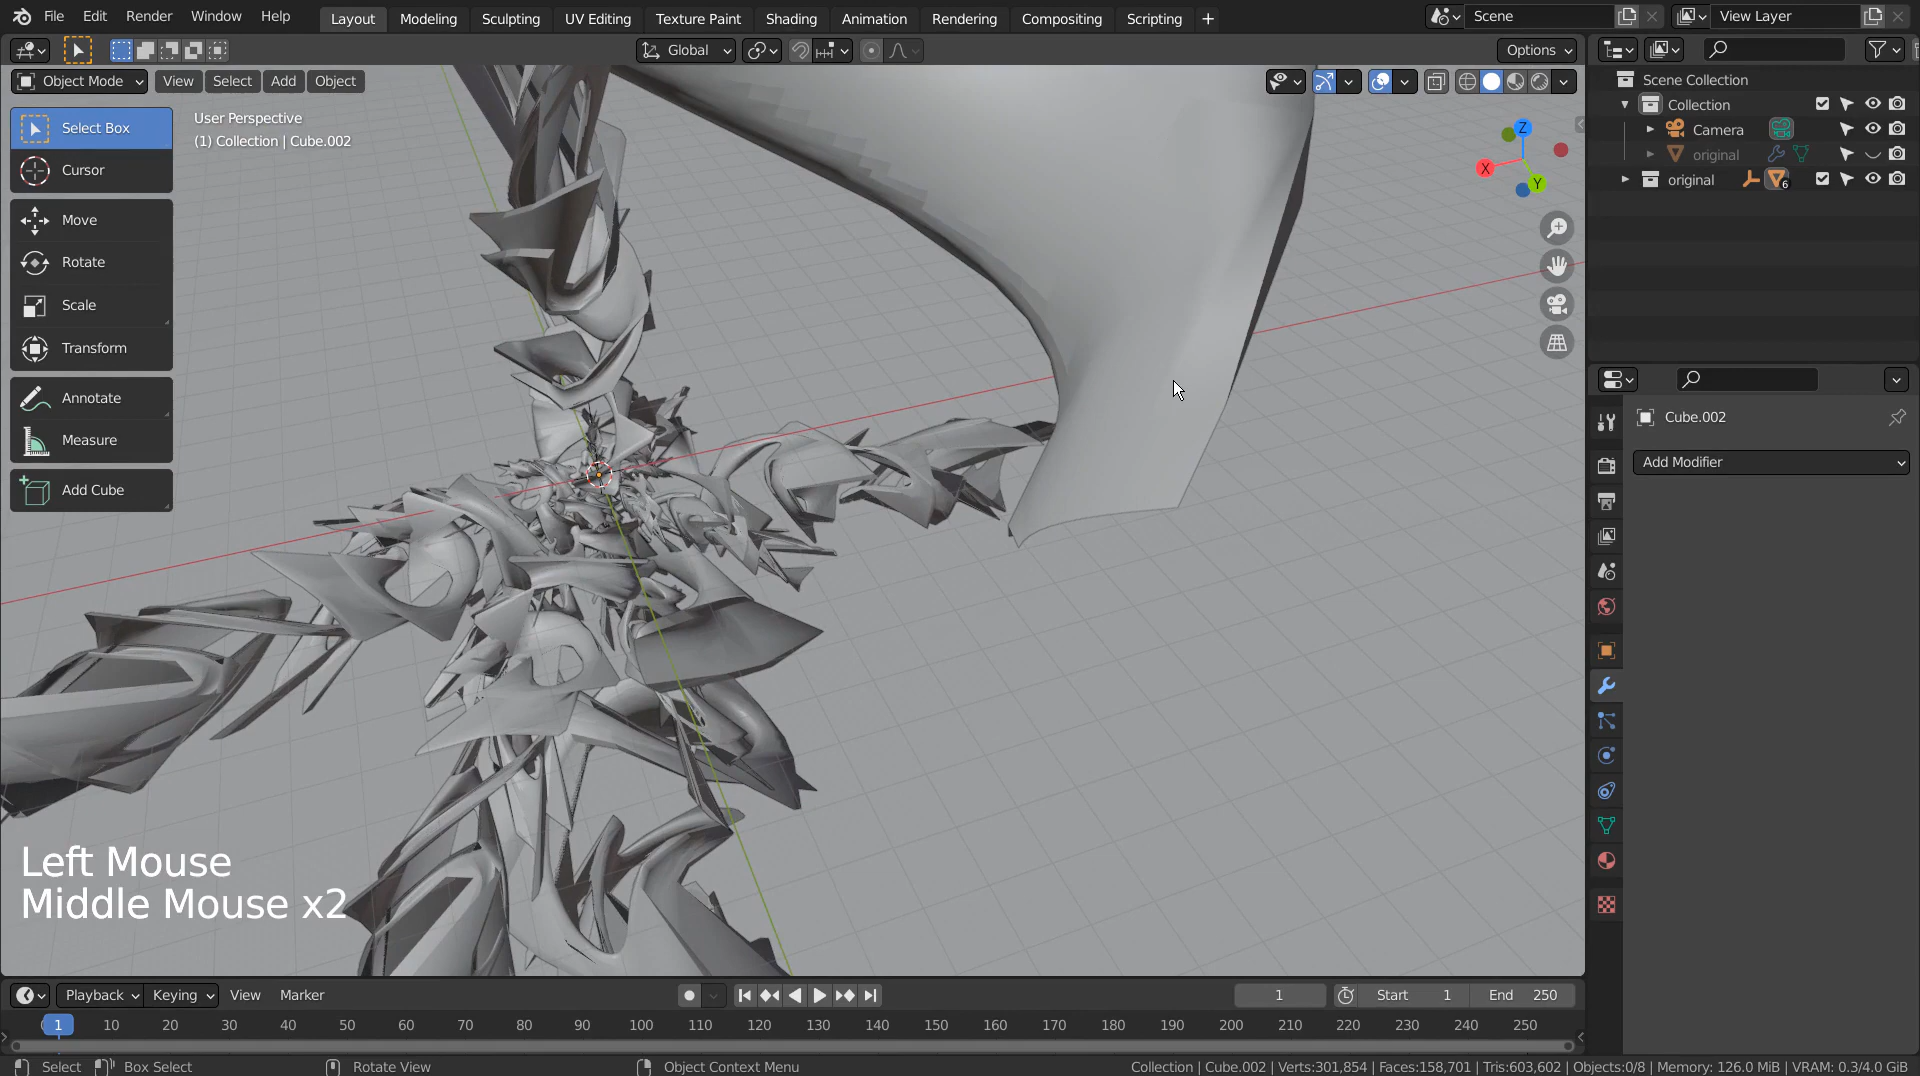 File Edit Render Window Help Layout Modeling Sculpting UV Editing Texture Paint Shading Animation Rendering Compositing Scripting + Scene View Layer
Global Options
Object Mode View Select Add Object
Scene Collection
Collection
Camera
original
original
Select Box
Cursor
Move
Rotate
Scale
Transform
Annotate
Measure
Add Cube
User Perspective
(1) Collection | Cube.002
Z
X
Y
Cube.002
Add Modifier
Left Mouse
Middle Mouse x2
Playback Keying View Marker 1 Start 1 End 250
1 10 20 30 40 50 60 70 80 90 100 110 120 130 140 150 160 170 180 190 200 210 220 230 240 250
Select Box Select Rotate View Object Context Menu Collection | Cube.002 | Verts:301,854 | Faces:158,701 | Tris:603,602 | Objects:0/8 | Memory: 126.0 MiB | VRAM: 0.3/4.0 GiB